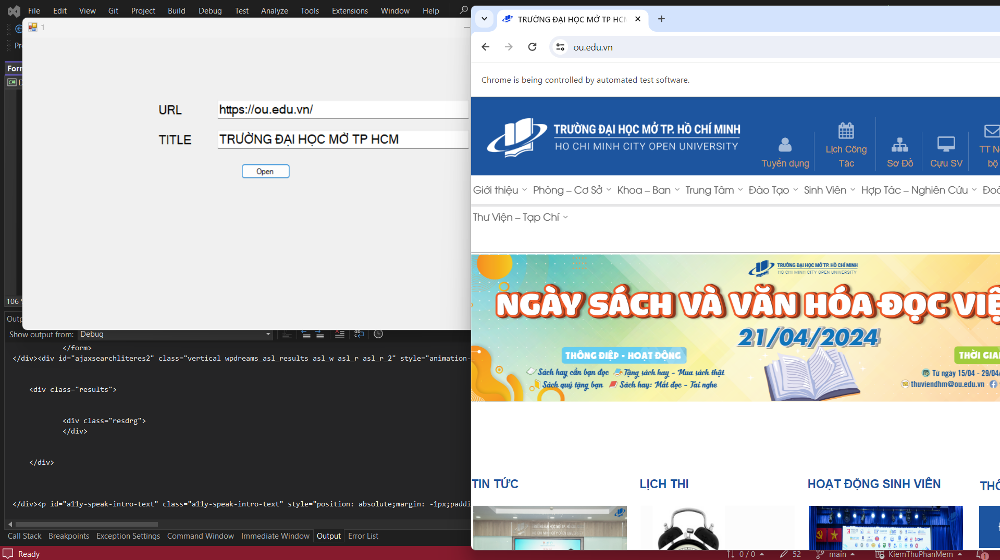 File Edit View Git Project Build Debug Test Analyze Tools Extensions Window Help
1
URL https://ou.edu.vn/
TITLE TRƯỜNG ĐẠI HỌC MỞ TP HCM
Open
106
Show output from: Debug
</form>
</div><div id="ajaxsearchliteres2" class="vertical wpdreams_asl_results asl_w asl_r asl_r_2" style="animation-
<div class="results">
<div class="resdrg">
</div>
</div>
</div><p id="a11y-speak-intro-text" class="a11y-speak-intro-text" style="position: absolute;margin: -1px;paddi
Call Stack Breakpoints Exception Settings Command Window Immediate Window Output Error List
Ready
TRƯỜNG ĐẠI HỌC MỞ TP HCM
ou.edu.vn
Chrome is being controlled by automated test software.
TRƯỜNG ĐẠI HỌC MỞ TP. HỒ CHÍ MINH
HO CHI MINH CITY OPEN UNIVERSITY
Tuyển dụng
Lịch Công
Tác
Sơ Đồ
Cựu SV
TT
bộ
Giới thiệu Phòng – Cơ Sở Khoa – Ban Trung Tâm Đào Tạo Sinh Viên Hợp Tác – Nghiên Cứu
Thư Viện – Tạp Chí
TRƯỜNG ĐẠI HỌC MỞ TP. HỒ CHÍ MINH
HO CHI MINH CITY OPEN UNIVERSITY
NGÀY SÁCH VÀ VĂN HÓA ĐỌC VIỆ
21/04/2024
THÔNG ĐIỆP - HOẠT ĐỘNG
Sách hay cần bạn đọc Tặng sách hay - Mua sách thật
Sách quý tặng bạn Sách hay: Mắt đọc - Tai nghe
THỜI GIA
Từ ngày 15/04 - 29/04/
thuviendhm@ou.edu.vn
TIN TỨC
LỊCH THI
HOẠT ĐỘNG SINH VIÊN
0 / 0 52 main KiemThuPhanMem 1